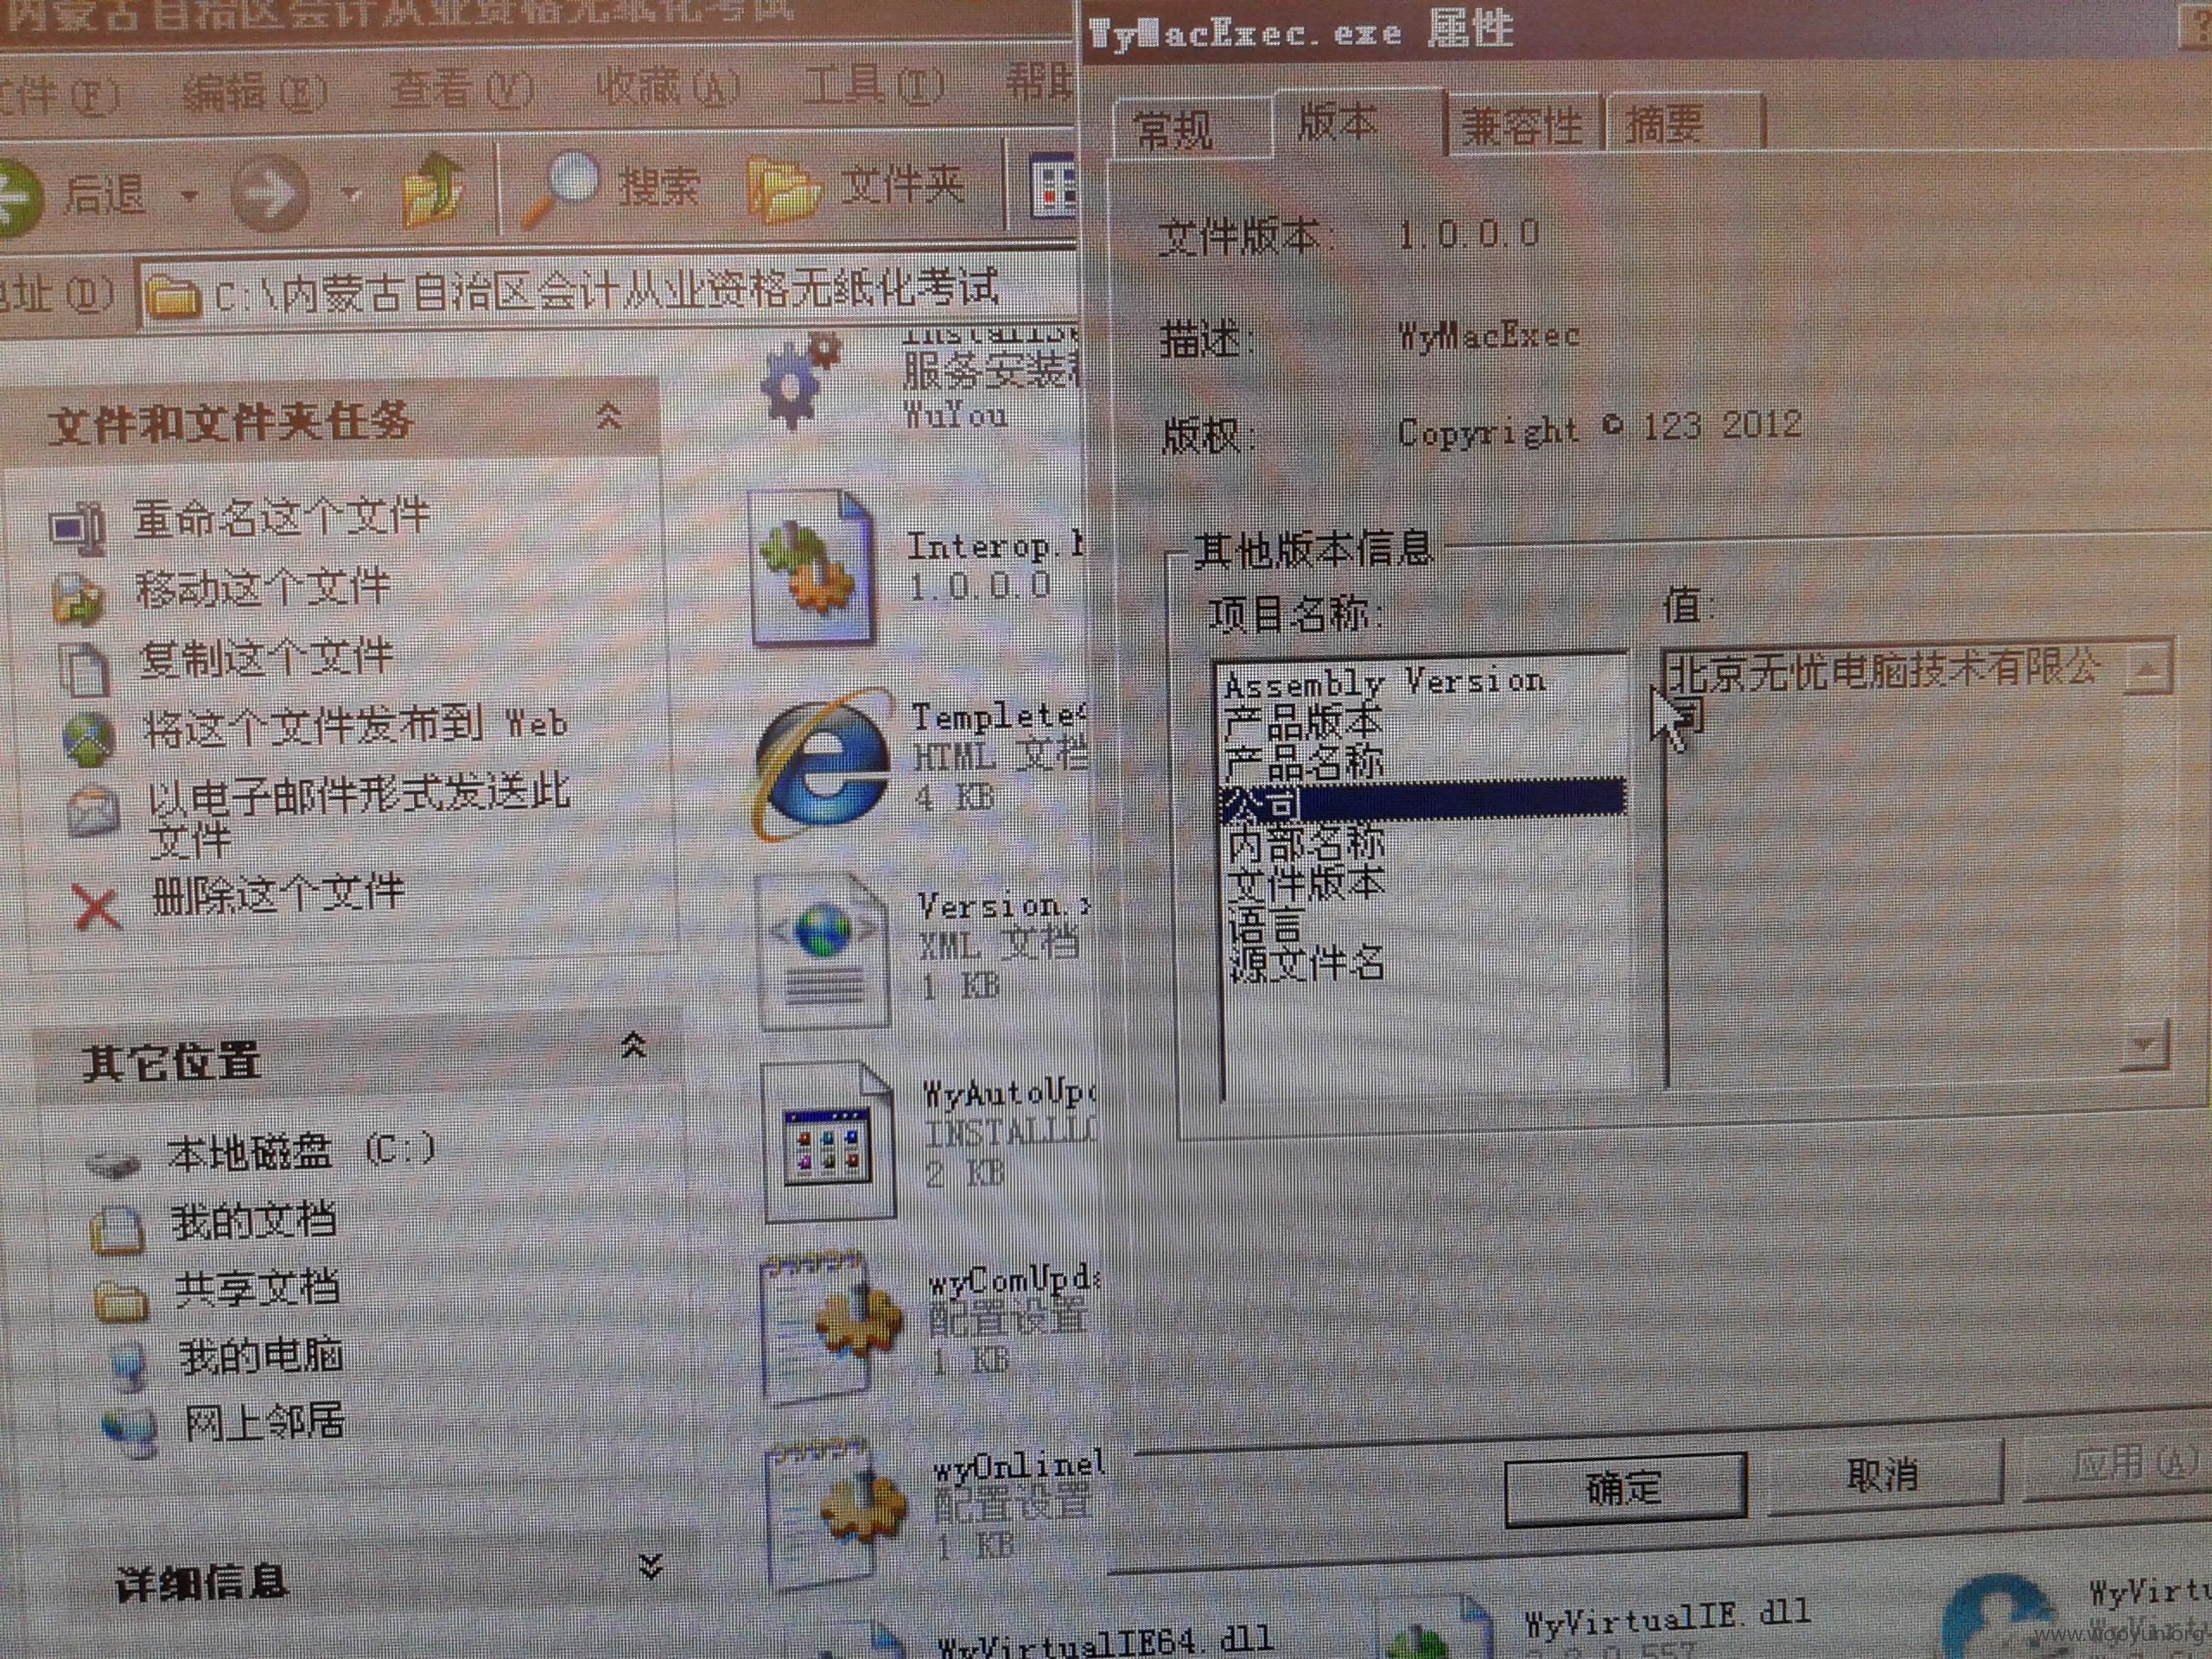 内蒙古自治区会计从业资格无纸化考试
WyMacExec.exe 属性
文件(F) 编辑(E) 查看(V) 收藏(A) 工具(T) 帮助
后退 搜索 文件夹
地址(D) C:\内蒙古自治区会计从业资格无纸化考试
文件和文件夹任务
重命名这个文件
移动这个文件
复制这个文件
将这个文件发布到 Web
以电子邮件形式发送此
文件
删除这个文件
其它位置
本地磁盘 (C:)
我的文档
共享文档
我的电脑
网上邻居
详细信息
服务安装
WuYou
Interop.
1.0.0.0
Templete
HTML 文档
4 KB
Version.
XML 文档
1 KB
WyAutoUp
INSTALL
2 KB
wyComUpd
配置设置
1 KB
wyOnline
配置设置
1 KB
WyVirtualIE64.dll
WyVirtualIE.dll
WyVirt
常规 版本 兼容性 摘要
文件版本: 1.0.0.0
描述: WyMacExec
版权: Copyright © 123 2012
其他版本信息
项目名称: 值:
Assembly Version
产品版本
产品名称
公司
内部名称
文件版本
语言
源文件名
北京无忧电脑技术有限公
司
确定 取消 应用(A)
www.wooyun.org